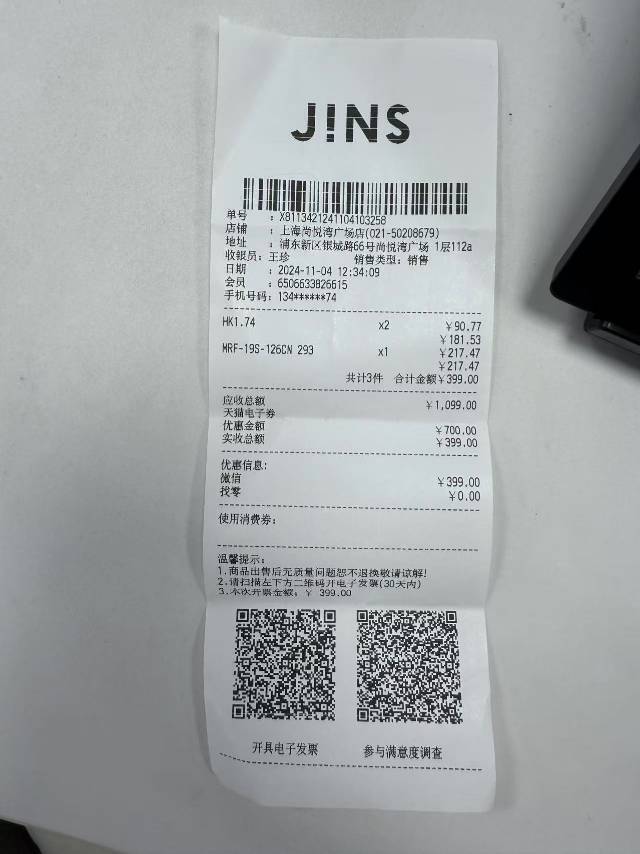 J!NS
单号 :X8113421241104103258
店铺 :上海尚悦湾广场店(021-50208679)
地址 :浦东新区银城路66号尚悦湾广场 1层112a
收银员:王珍 销售类型:销售
日期 :2024-11-04 12:34:09
会员 :6506633826615
手机号码:134******74
HK1.74 x2 ¥90.77
¥181.53
MRF-19S-126CN 293 x1 ¥217.47
¥217.47
共计3件 合计金额¥399.00
应收总额 ¥1,099.00
天猫电子券
优惠金额 ¥700.00
实收总额 ¥399.00
优惠信息:
微信 ¥399.00
找零 ¥0.00
使用消费券:
温馨提示:
1.商品出售后无质量问题恕不退换敬请谅解!
2.请扫描左下方二维码开电子发票(30天内)
3.本次开票金额:¥ 399.00
开具电子发票 参与满意度调查